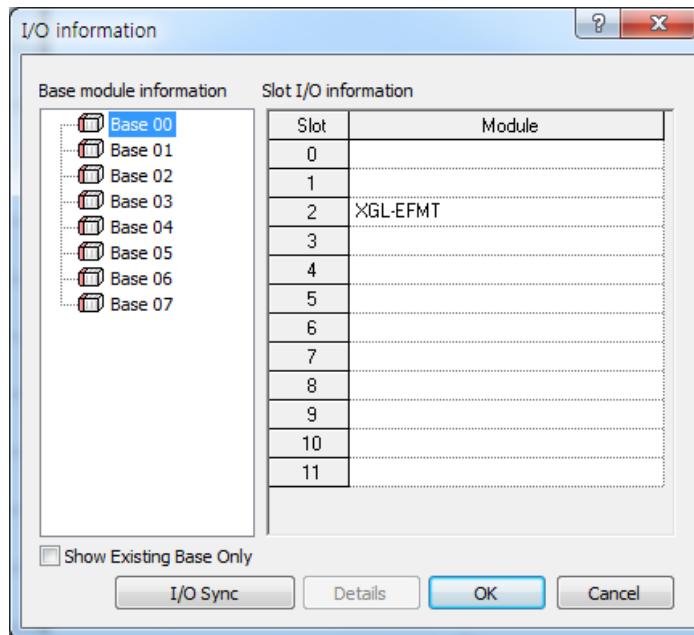 I/O information
Base module information
Slot I/O information
Base 00
Base 01
Base 02
Base 03
Base 04
Base 05
Base 06
Base 07
Slot Module
0
1
2 XGL-EFMT
3
4
5
6
7
8
9
10
11
Show Existing Base Only
I/O Sync
Details
OK
Cancel